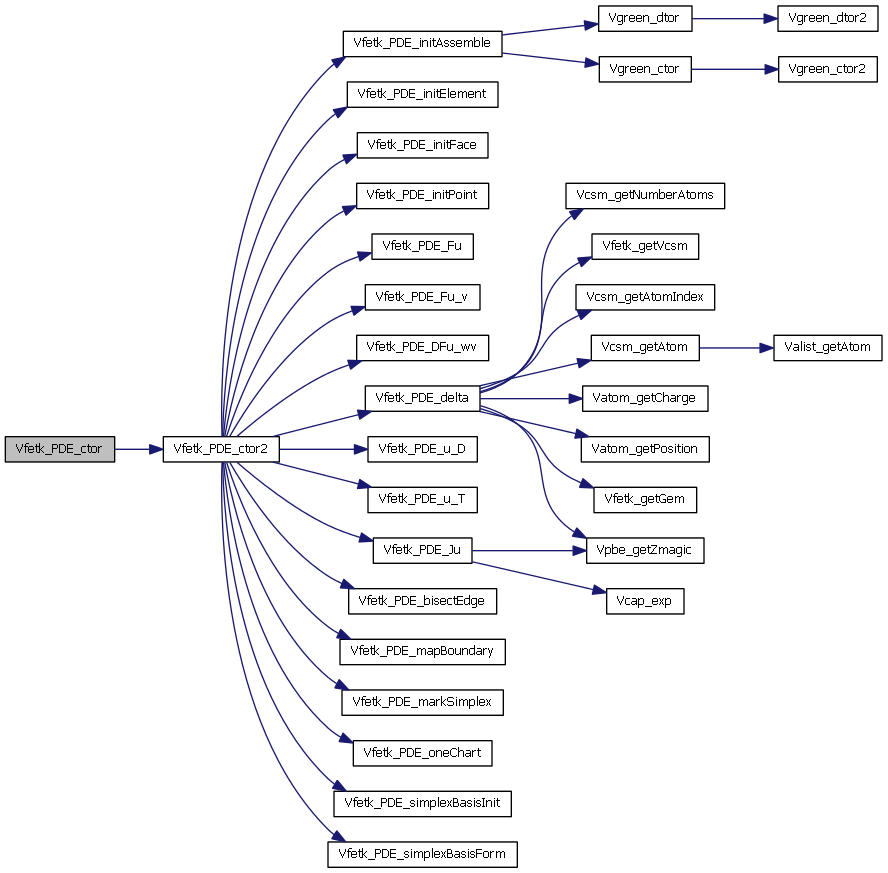 Vgreen_dtor
Vgreen_dtor2
Vfetk_PDE_initAssemble
Vgreen_ctor
Vgreen_ctor2
Vfetk_PDE_initElement
Vfetk_PDE_initFace
Vfetk_PDE_initPoint
Vcsm_getNumberAtoms
Vfetk_PDE_Fu
Vfetk_getVcsm
Vfetk_PDE_Fu_v
Vcsm_getAtomIndex
Vfetk_PDE_DFu_wv
Vcsm_getAtom
Valist_getAtom
Vfetk_PDE_delta
Vatom_getCharge
Vfetk_PDE_ctor
Vfetk_PDE_ctor2
Vfetk_PDE_u_D
Vatom_getPosition
Vfetk_PDE_u_T
Vfetk_getGem
Vfetk_PDE_Ju
Vpbe_getZmagic
Vfetk_PDE_bisectEdge
Vcap_exp
Vfetk_PDE_mapBoundary
Vfetk_PDE_markSimplex
Vfetk_PDE_oneChart
Vfetk_PDE_simplexBasisInit
Vfetk_PDE_simplexBasisForm